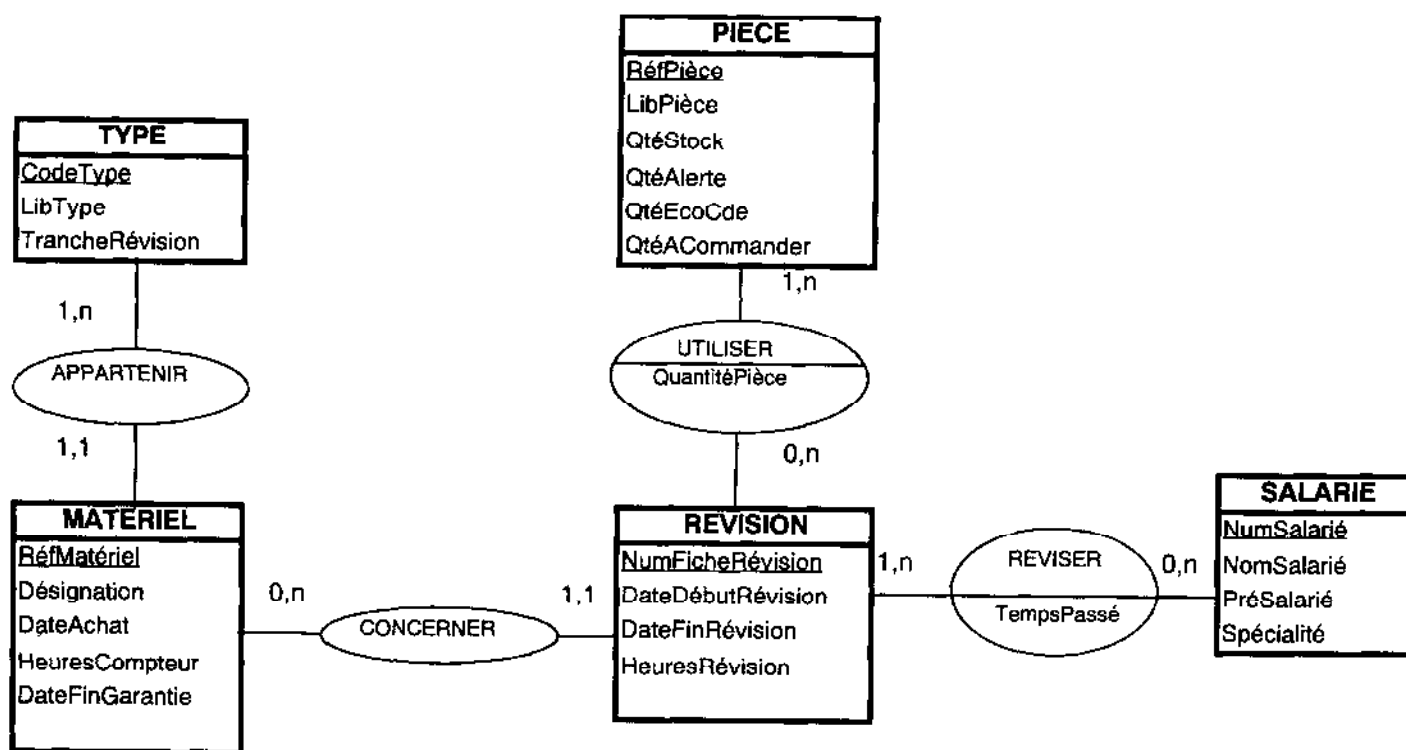 PIECE
RéfPièce
LibPièce
QtéStock
QtéAlerte
QtéEcoCde
QtéACommander
TYPE
CodeType
LibType
TrancheRévision
1,n
1,n
APPARTENIR
UTILISER
QuantitéPièce
1,1
0,n
MATERIEL
RéfMatériel
Désignation
DateAchat
HeuresCompteur
DateFinGarantie
0,n
CONCERNER
1,1
REVISION
NumFicheRévision
DateDébutRévision
DateFinRévision
HeuresRévision
1,n
REVISER
TempsPassé
0,n
SALARIE
NumSalarié
NomSalarié
PréSalarié
Spécialité